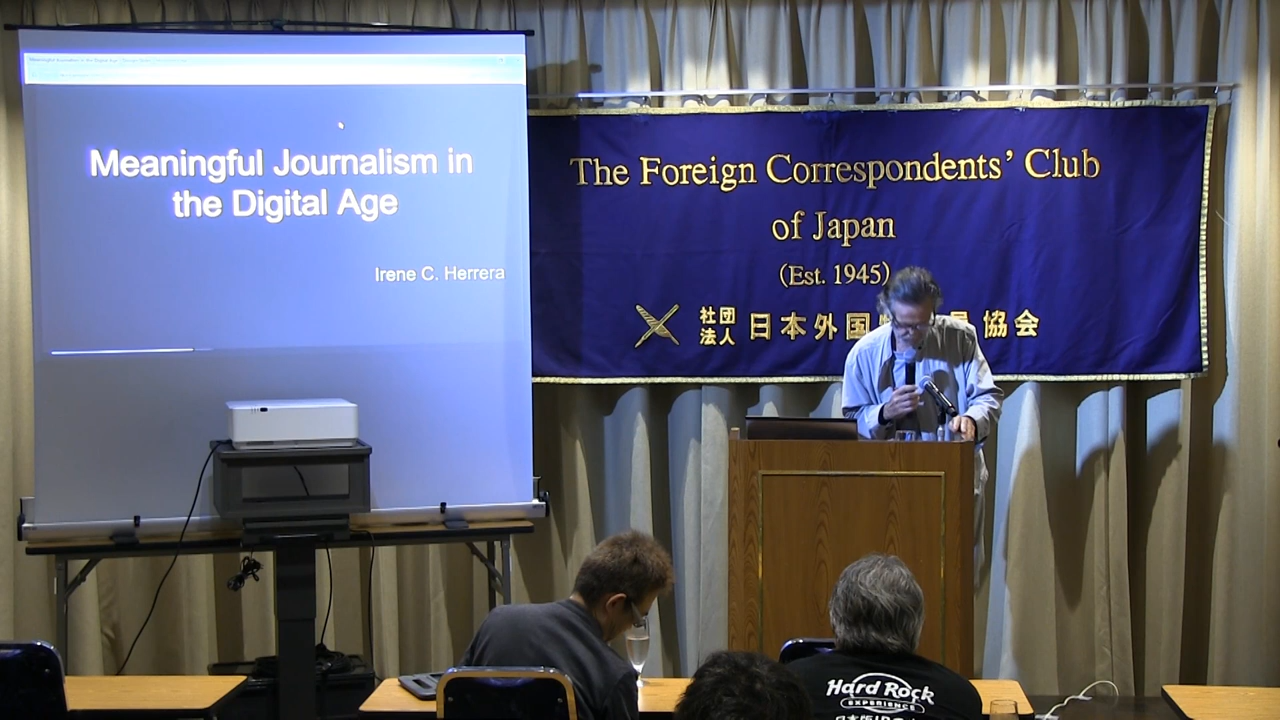 Meaningful Journalism in
the Digital Age
Irene C. Herrera
The Foreign Correspondents' Club
of Japan
(Est. 1945)
社団
法人
日本外国 協会
Hard Rock
EXPERIENCE